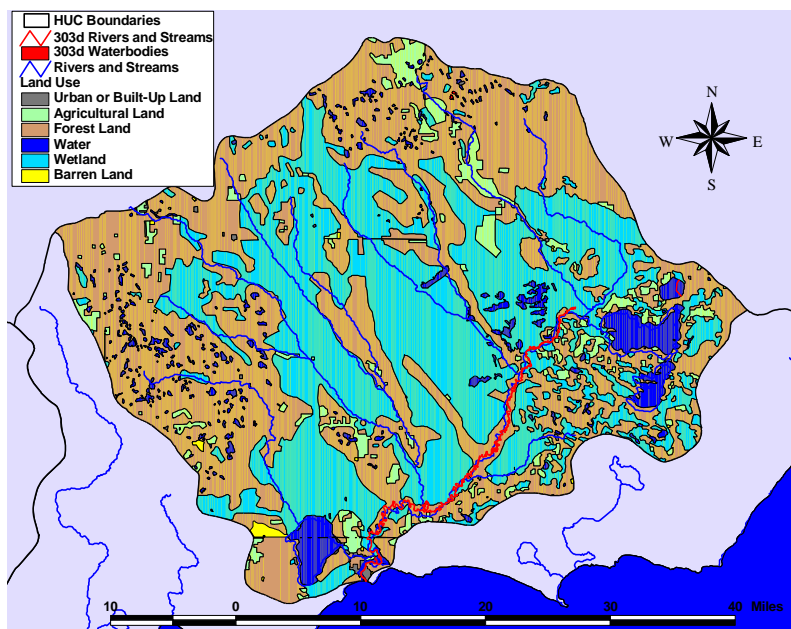 HUC Boundaries
303d Rivers and Streams
303d Waterbodies
Rivers and Streams
Land Use
Urban or Built-Up Land
Agricultural Land
Forest Land
Water
Wetland
Barren Land
N
W E
S
10 0 10 20 30 40 Miles